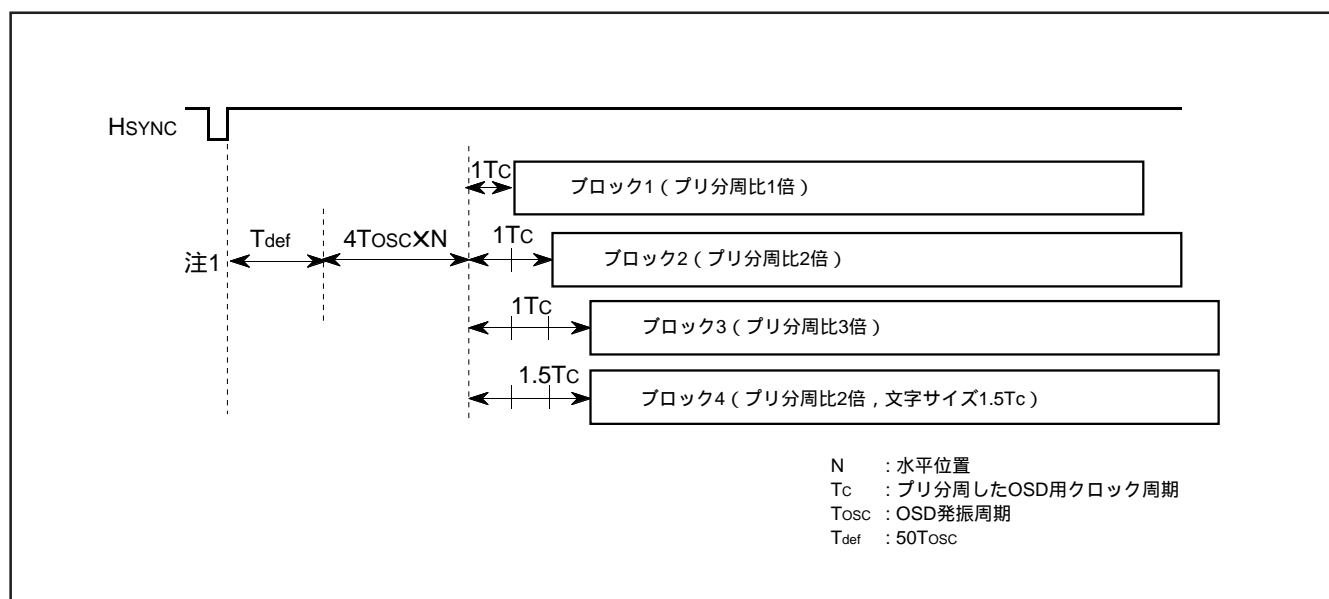 HSYNC
1TC
ブロック1（プリ分周比1倍）
注1
Tdef
4TOSC×N
1TC
ブロック2（プリ分周比2倍）
1TC
ブロック3（プリ分周比3倍）
1.5TC
ブロック4（プリ分周比2倍，文字サイズ1.5Tc）
N : 水平位置
TC : プリ分周したOSD用クロック周期
TOSC : OSD発振周期
Tdef : 50TOSC